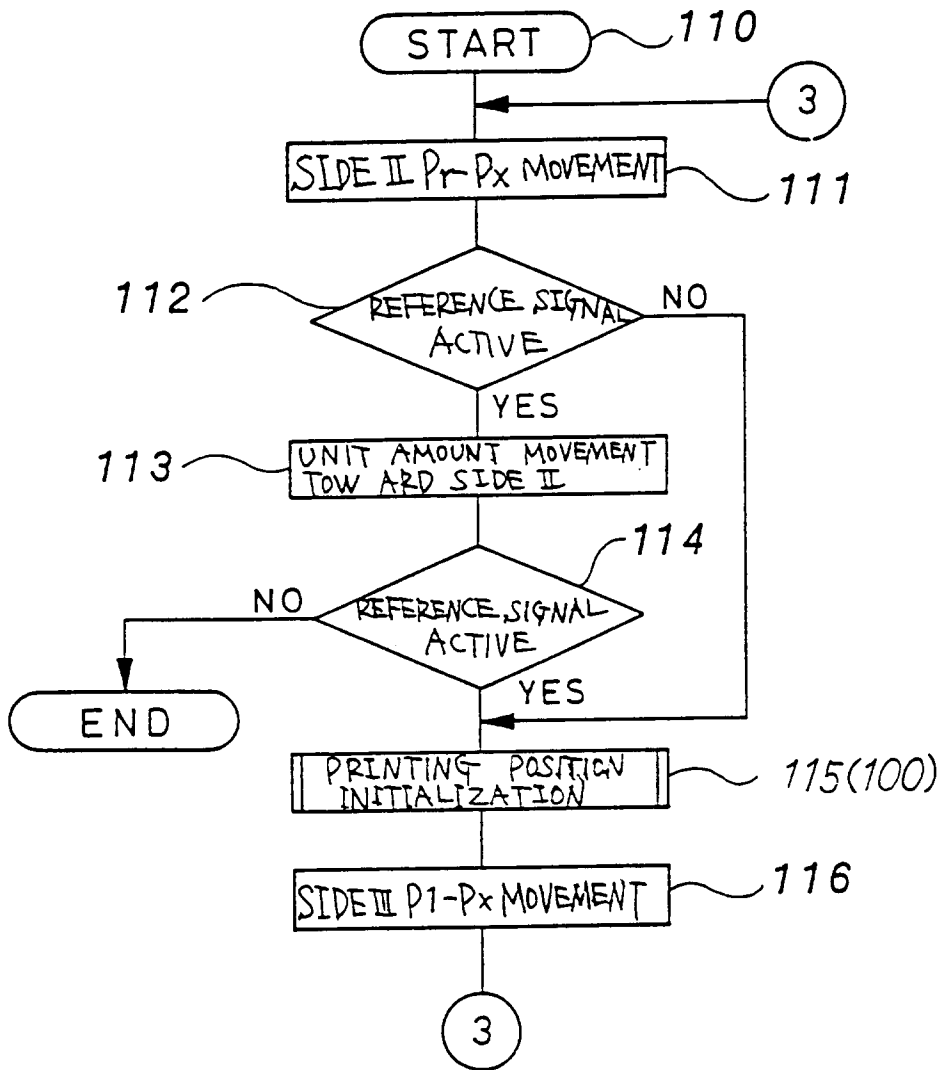 START
110
3
SIDE II Pr-Px MOVEMENT
111
112
REFERENCE SIGNAL
ACTIVE
NO
YES
113
UNIT AMOUNT MOVEMENT
TOW ARD SIDE II
114
NO
REFERENCE SIGNAL
ACTIVE
YES
END
PRINTING POSITION
INITIALIZATION
115(100)
SIDE III P1-Px MOVEMENT
116
3